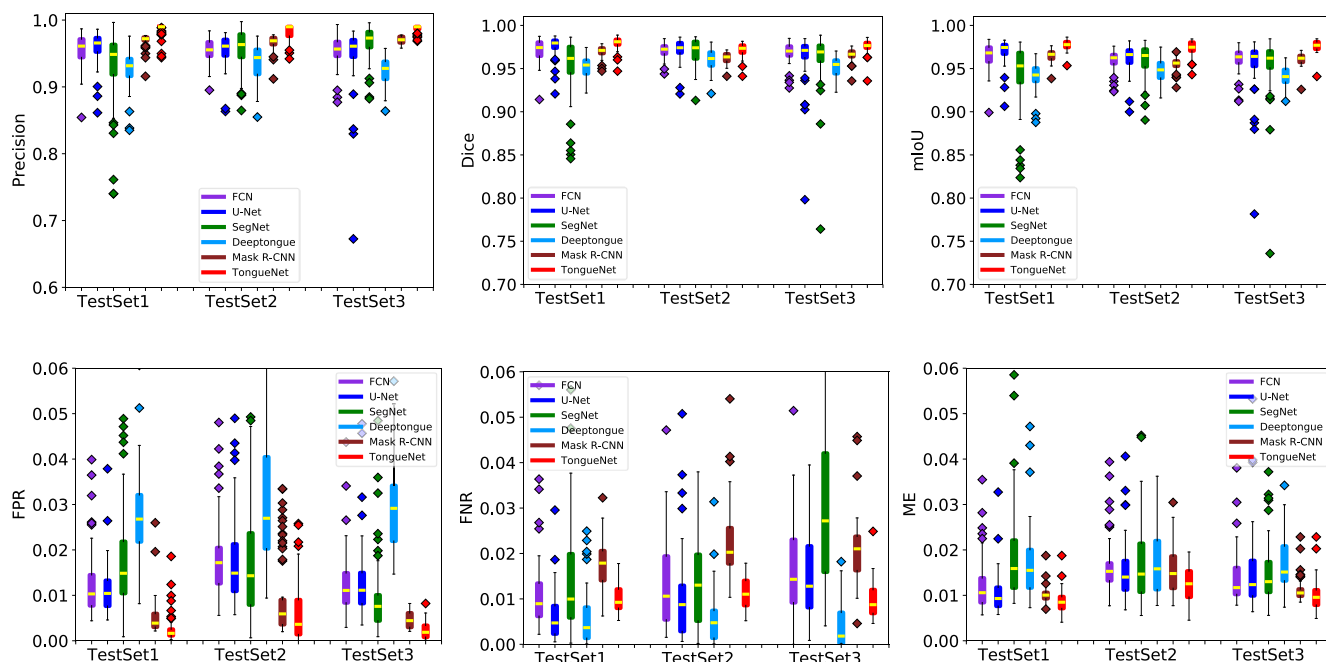 1.0
0.9
0.8
0.7
0.6
Precision
FCN
U-Net
SegNet
Deeptongue
Mask R-CNN
TongueNet
TestSet1
TestSet2
TestSet3
1.00
0.95
0.90
0.85
0.80
0.75
0.70
Dice
FCN
U-Net
SegNet
Deeptongue
Mask R-CNN
TongueNet
TestSet1
TestSet2
TestSet3
1.00
0.95
0.90
0.85
0.80
0.75
0.70
mIoU
FCN
U-Net
SegNet
Deeptongue
Mask R-CNN
TongueNet
TestSet1
TestSet2
TestSet3
0.06
0.05
0.04
0.03
0.02
0.01
0.00
FPR
FCN
U-Net
SegNet
Deeptongue
Mask R-CNN
TongueNet
TestSet1
TestSet2
TestSet3
0.06
0.05
0.04
0.03
0.02
0.01
0.00
FNR
FCN
U-Net
SegNet
Deeptongue
Mask R-CNN
TongueNet
TestSet1
TestSet2
TestSet3
0.06
0.05
0.04
0.03
0.02
0.01
0.00
ME
FCN
U-Net
SegNet
Deeptongue
Mask R-CNN
TongueNet
TestSet1
TestSet2
TestSet3